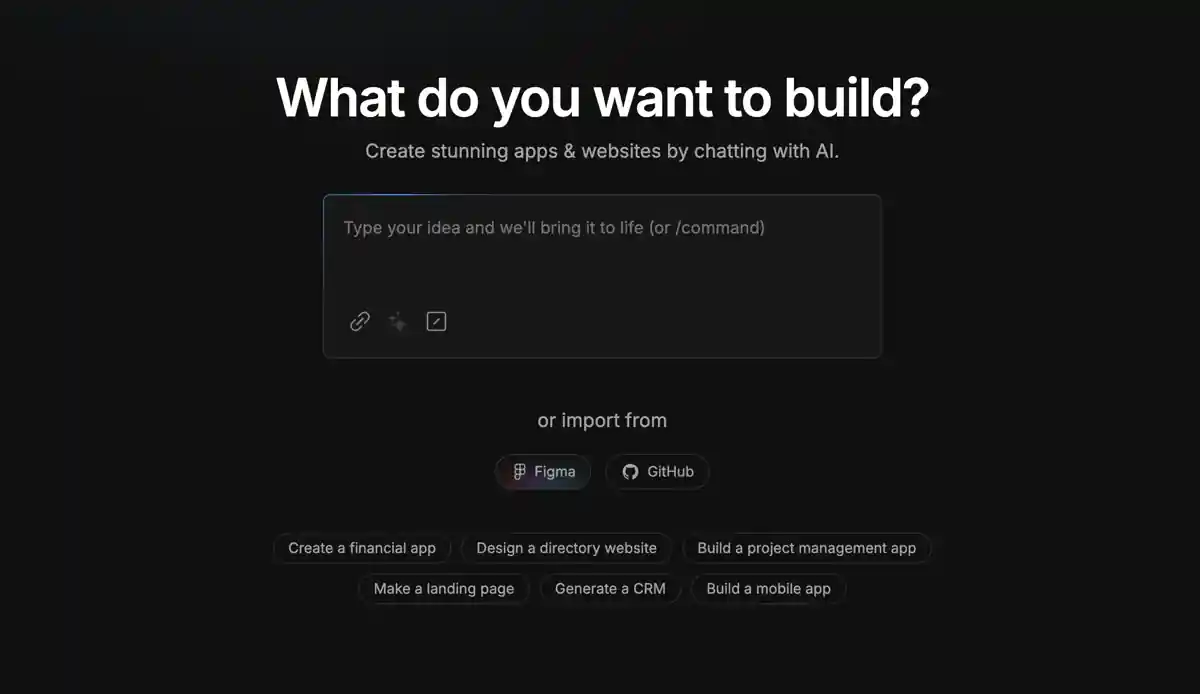 What do you want to build?
Create stunning apps & websites by chatting with AI.
Type your idea and we'll bring it to life (or /command)
or import from
Figma GitHub
Create a financial app Design a directory website Build a project management app
Make a landing page Generate a CRM Build a mobile app